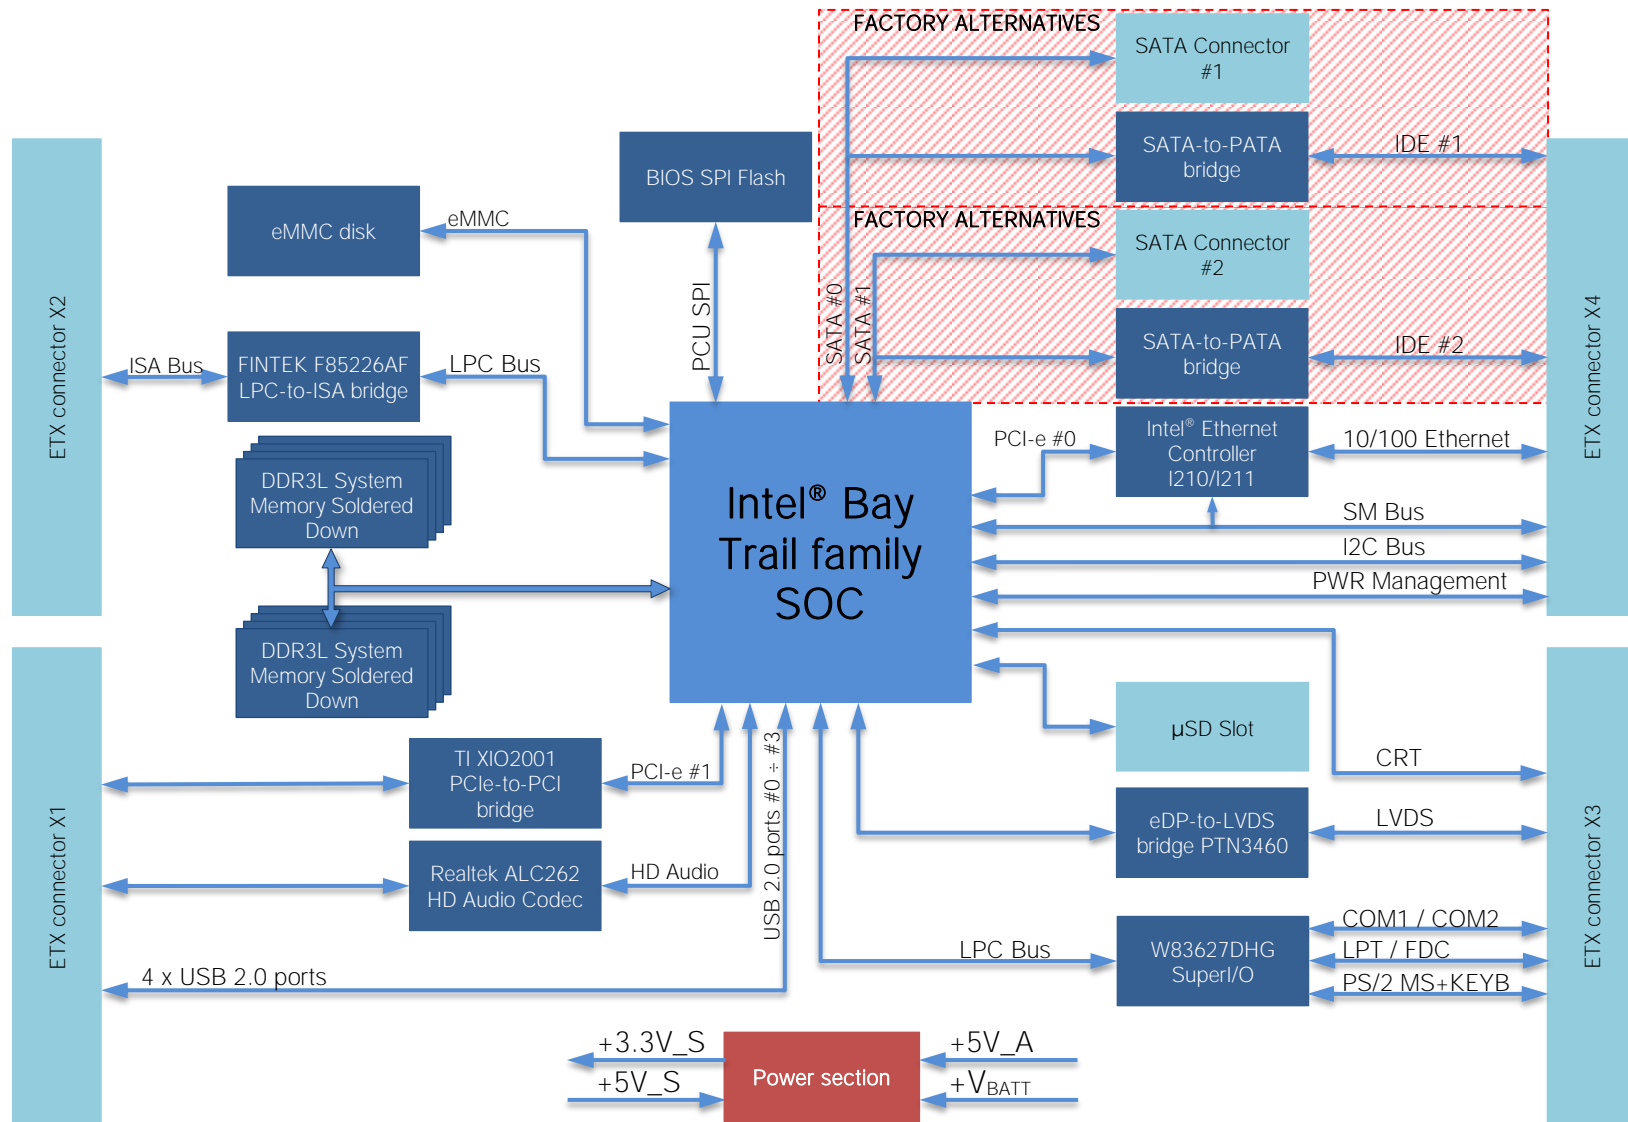 FACTORY ALTERNATIVES
SATA Connector
#1
SATA-to-PATA
bridge
IDE #1
FACTORY ALTERNATIVES
SATA Connector
#2
SATA-to-PATA
bridge
IDE #2
SATA #0
SATA #1
BIOS SPI Flash
PCU SPI
eMMC disk
eMMC
ETX connector X2
ISA Bus
FINTEK F85226AF
LPC-to-ISA bridge
LPC Bus
DDR3L System
Memory Soldered
Down
DDR3L System
Memory Soldered
Down
Intel® Bay
Trail family
SOC
PCI-e #0
Intel® Ethernet
Controller
I210/I211
10/100 Ethernet
SM Bus
I2C Bus
PWR Management
ETX connector X4
ETX connector X1
TI XIO2001
PCIe-to-PCI
bridge
PCI-e #1
Realtek ALC262
HD Audio Codec
HD Audio
USB 2.0 ports #0 ÷ #3
4 x USB 2.0 ports
µSD Slot
CRT
eDP-to-LVDS
bridge PTN3460
LVDS
LPC Bus
W83627DHG
SuperI/O
COM1 / COM2
LPT / FDC
PS/2 MS+KEYB
ETX connector X3
+3.3V_S
+5V_S
Power section
+5V_A
+VBATT